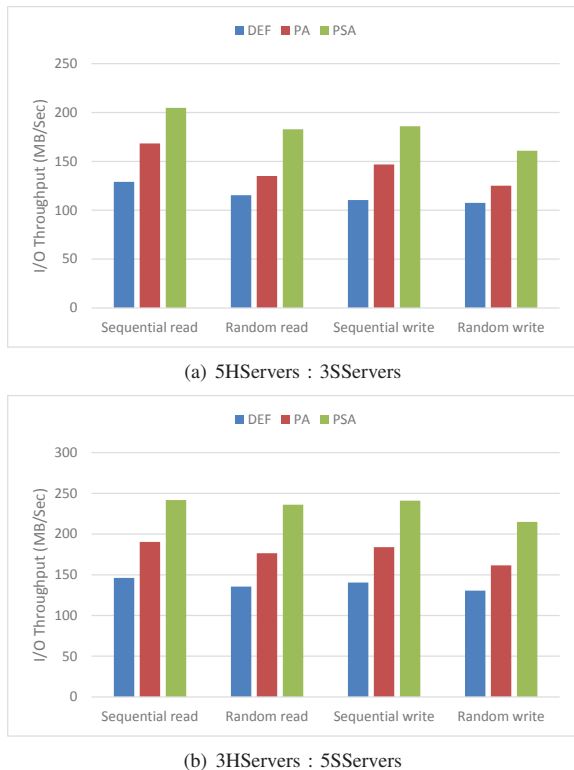 DEF PA PSA
250
200
150
100
50
0
I/O Throughput (MB/Sec)
Sequential read Random read Sequential write Random write
(a) 5HServers : 3SServers
DEF PA PSA
300
250
200
150
100
50
0
I/O Throughput (MB/Sec)
Sequential read Random read Sequential write Random write
(b) 3HServers : 5SServers